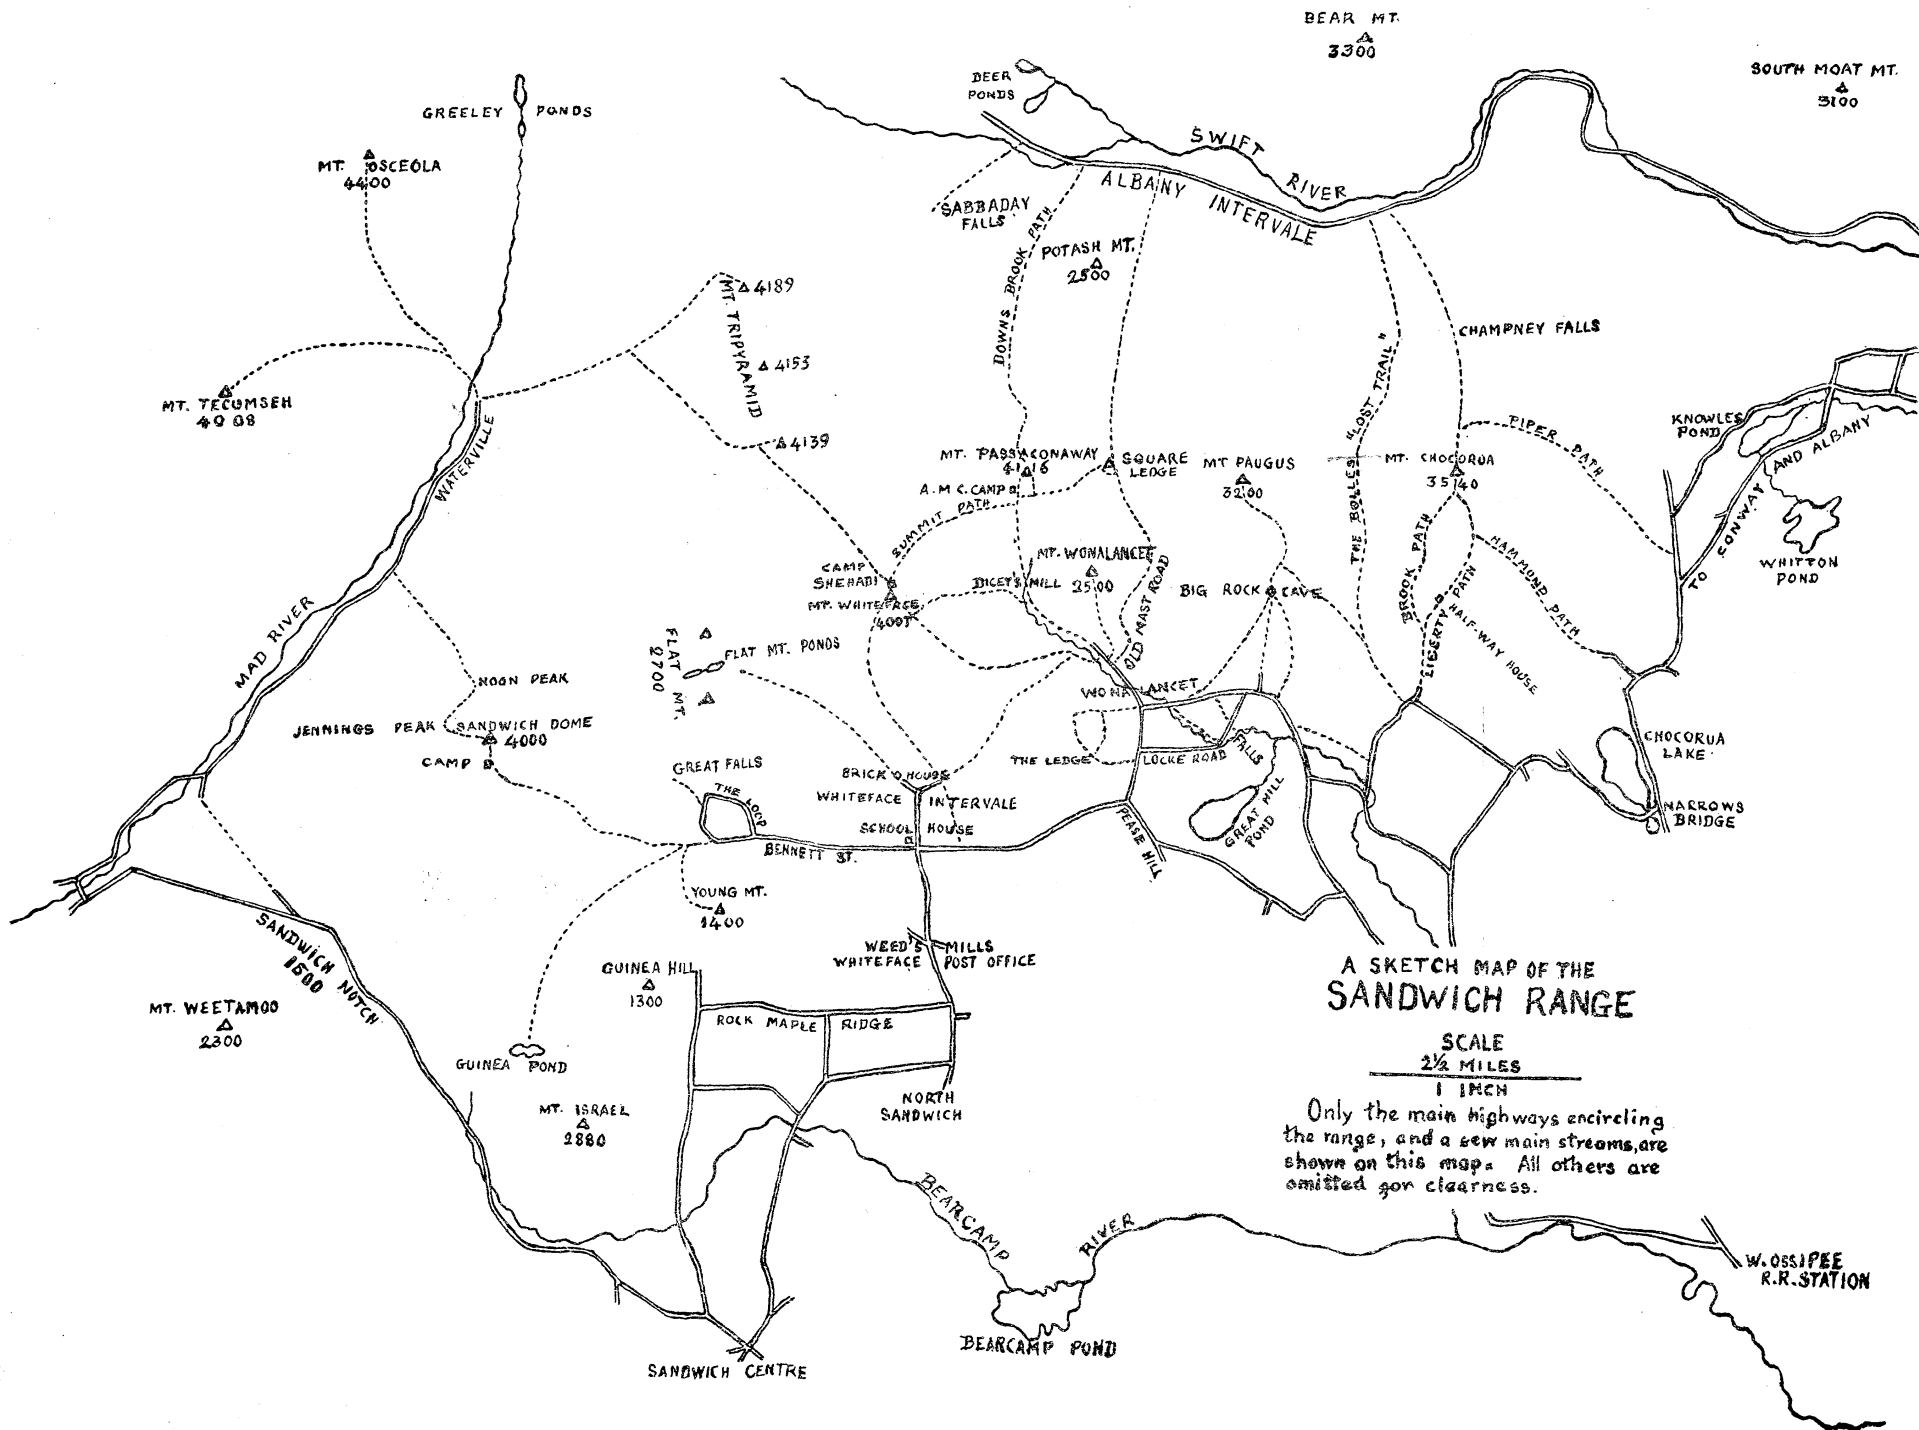 BEAR MT.
3300
SOUTH MOAT MT.
3100
DEER
PONDS
GREELEY PONDS
SWIFT RIVER
MT. OSCEOLA
4400
ALBANY INTERVALE
SABBADAY
FALLS
DOWNS BROOK PATH
POTASH MT.
2500
MT. TRIPYRAMID
4189
4153
4139
CHAMPNEY FALLS
THE BOLLES "LOST TRAIL"
MT. TECUMSEH
4008
WATERVILLE
KNOWLES
POND
PIPER PATH
TO CONWAY AND ALBANY
WHITTON
POND
MT. PASSACONAWAY
4116
A.M.C. CAMP
SQUARE
LEDGE
MT PAUGUS
3200
MT. CHOCORUA
3540
SUMMIT PATH
CAMP
SHEHADI
MT. WHITEFACE
4007
DICEY'S MILL
MT. WONALANCET
2500
OLD MAST ROAD
BIG ROCK CAVE
BROOK PATH
LIBERTY PATH
HALF-WAY HOUSE
HAMMUND PATH
MAD RIVER
FLAT MT.
2700
FLAT MT. PONDS
NOON PEAK
JENNINGS PEAK
SANDWICH DOME
4000
CAMP
WONALANCET
THE LEDGE
LOCKE ROAD
FALLS
GREAT HILL
POND
CHOCORUA
LAKE
NARROWS
BRIDGE
GREAT FALLS
THE LOOP
BRICK HOUSE
WHITEFACE INTERVALE
SCHOOL HOUSE
BENNETT ST.
PEASE HILL
YOUNG MT.
1400
SANDWICH NOTCH
1500
WEED'S MILLS
WHITEFACE POST OFFICE
GUINEA HILL
1300
ROCK MAPLE RIDGE
MT. WEETAMOO
2300
GUINEA POND
MT. ISRAEL
2880
NORTH
SANDWICH
A SKETCH MAP OF THE
SANDWICH RANGE
SCALE
2½ MILES
1 INCH
Only the main highways encircling
the range, and a few main streams, are
shown on this map. All others are
omitted for clearness.
BEARCAMP RIVER
BEARCAMP POND
W. OSSIPEE
R.R. STATION
SANDWICH CENTRE